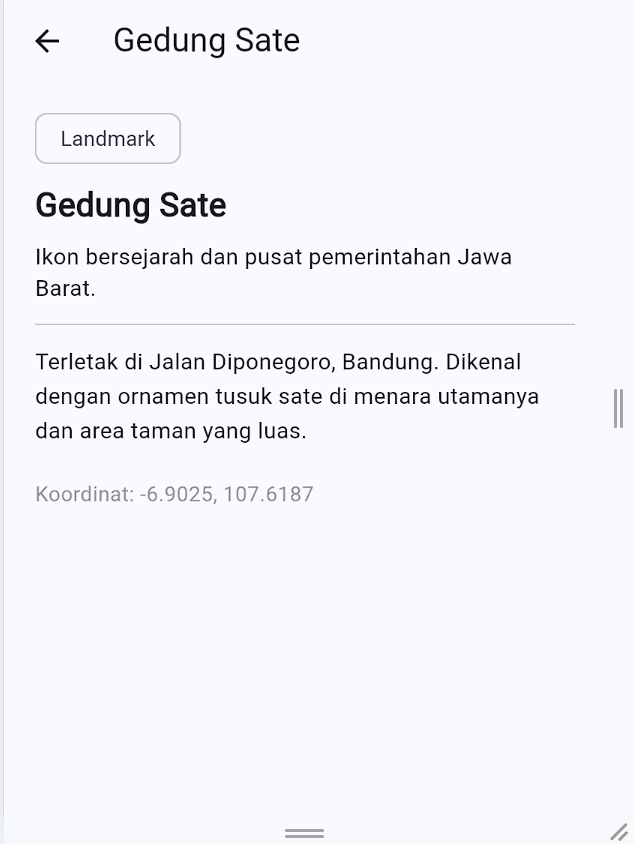 Gedung Sate
Landmark
Gedung Sate
Ikon bersejarah dan pusat pemerintahan Jawa
Barat.
Terletak di Jalan Diponegoro, Bandung. Dikenal
dengan ornamen tusuk sate di menara utamanya
dan area taman yang luas.
Koordinat: -6.9025, 107.6187